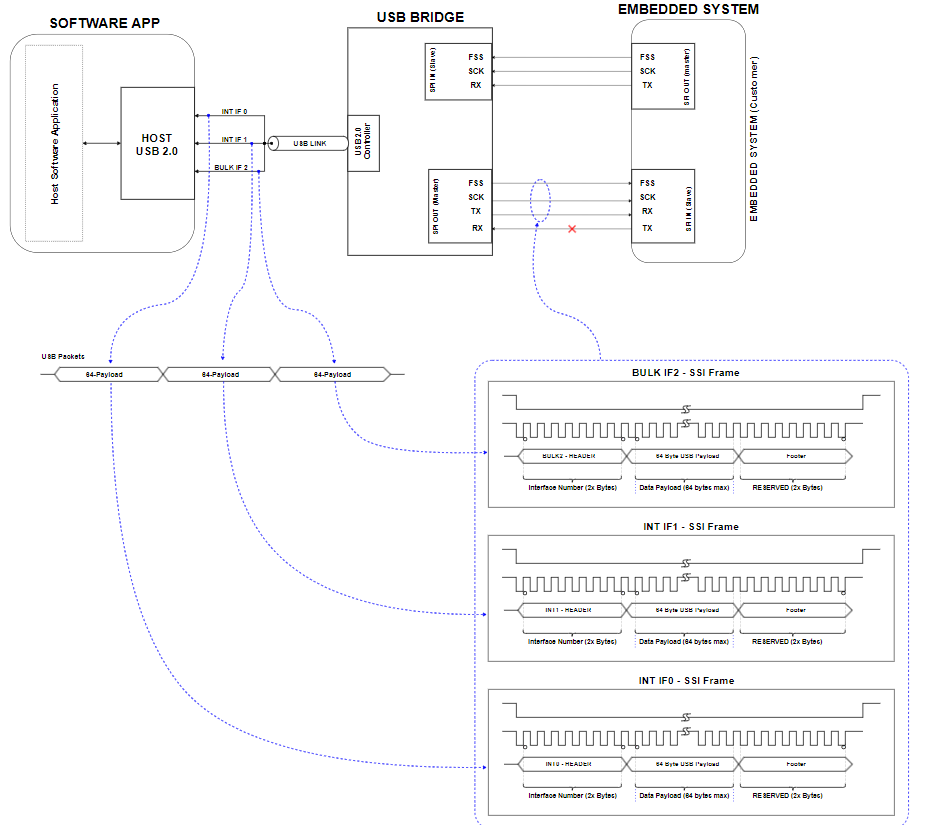 SOFTWARE APP
USB BRIDGE
EMBEDDED SYSTEM
Host Software Application
HOST
USB 2.0
INT IF 0
INT IF 1
BULK IF 2
USB LINK
USB 2.0
Controller
SPI IN (Slave)
FSS
SCK
RX
SPI OUT (Master)
FSS
SCK
TX
RX
FSS
SCK
TX
SPI OUT (master)
FSS
SCK
RX
TX
SPI IN (Slave)
EMBEDDED SYSTEM (Customer)
USB Packets
64-Payload
64-Payload
64-Payload
BULK IF2 - SSI Frame
BULK2 - HEADER
64 Byte USB Payload
Footer
Interface Number (2x Bytes)
Data Payload (64 bytes max)
RESERVED (2x Bytes)
INT IF1 - SSI Frame
INT1 - HEADER
64 Byte USB Payload
Footer
Interface Number (2x Bytes)
Data Payload (64 bytes max)
RESERVED (2x Bytes)
INT IF0 - SSI Frame
INT0 - HEADER
64 Byte USB Payload
Footer
Interface Number (2x Bytes)
Data Payload (64 bytes max)
RESERVED (2x Bytes)